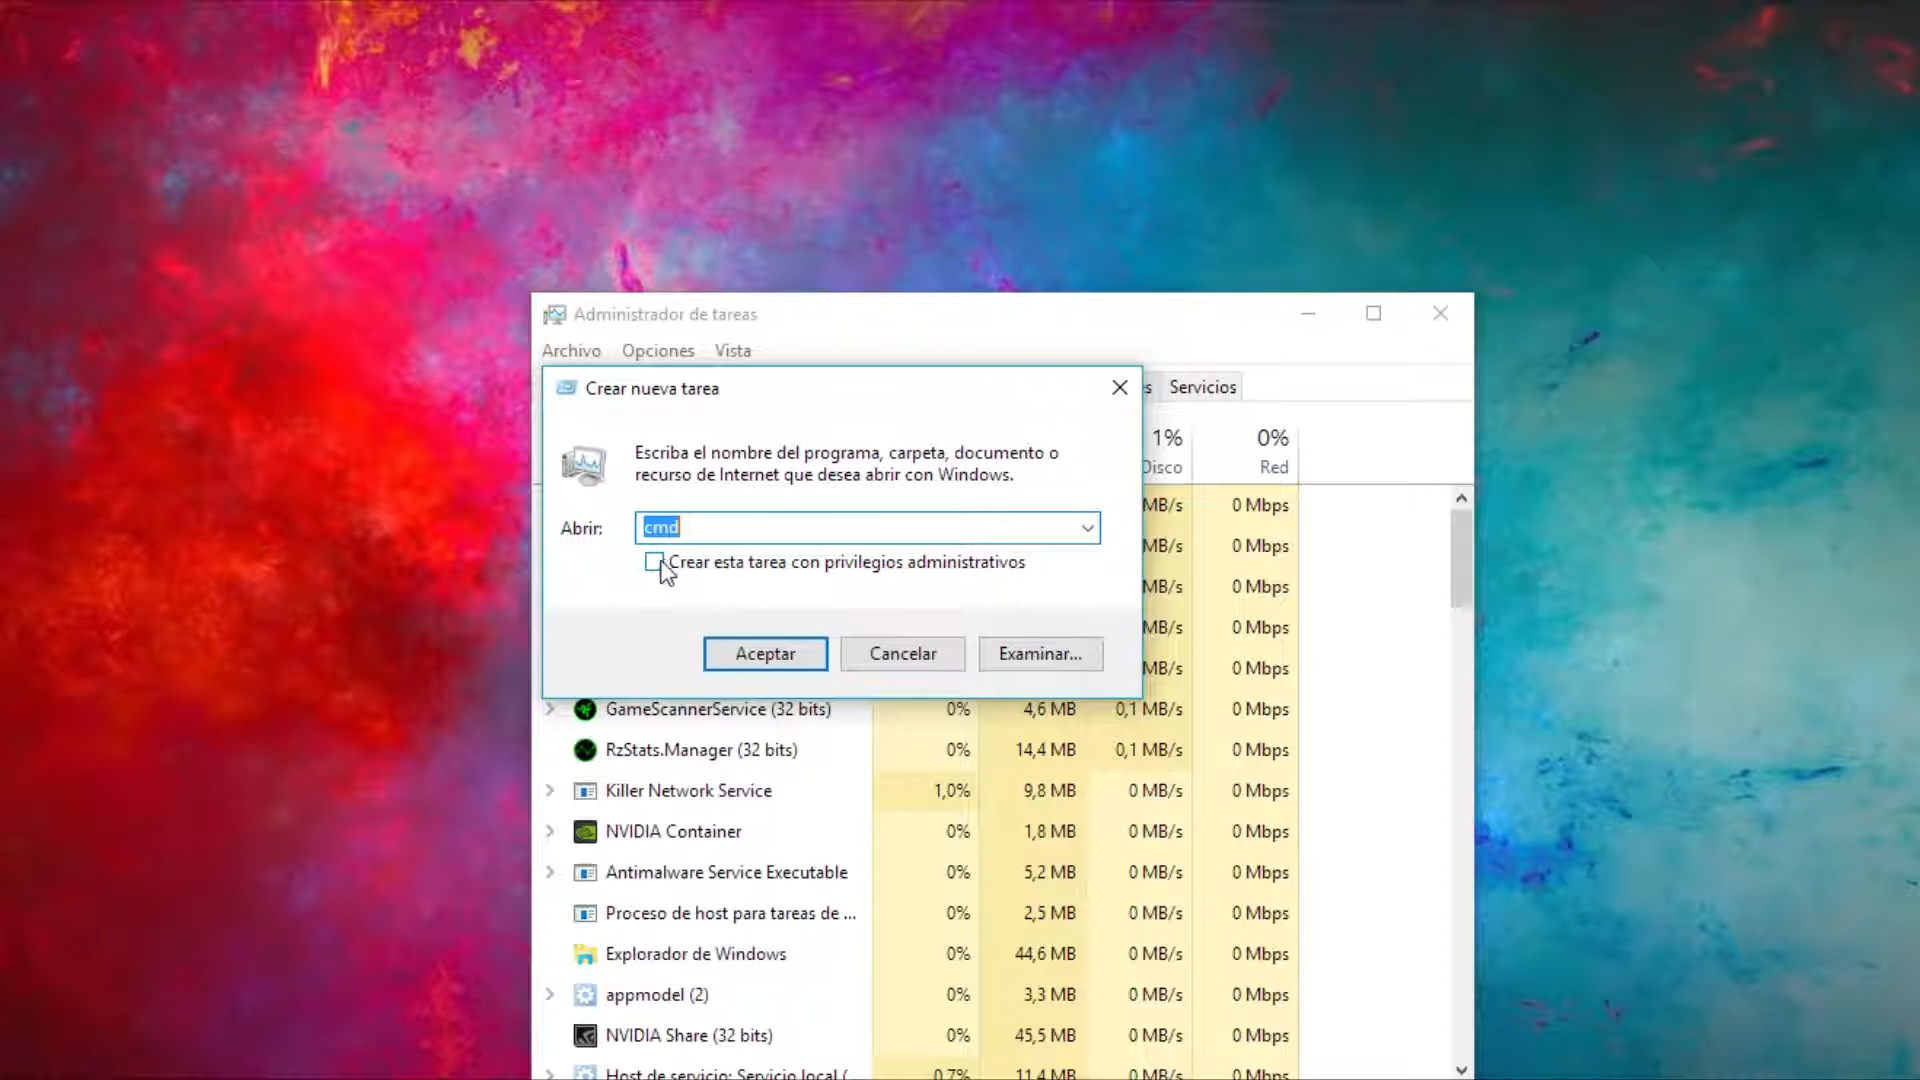 Administrador de tareas
Archivo Opciones Vista
Crear nueva tarea
Servicios
Escriba el nombre del programa, carpeta, documento o
recurso de Internet que desea abrir con Windows.
1% 0%
Disco Red
Abrir: cmd
Crear esta tarea con privilegios administrativos
Aceptar Cancelar Examinar...
MB/s 0 Mbps
MB/s 0 Mbps
MB/s 0 Mbps
MB/s 0 Mbps
MB/s 0 Mbps
GameScannerService (32 bits) 0% 4,6 MB 0,1 MB/s 0 Mbps
RzStats.Manager (32 bits) 0% 14,4 MB 0,1 MB/s 0 Mbps
Killer Network Service 1,0% 9,8 MB 0 MB/s 0 Mbps
NVIDIA Container 0% 1,8 MB 0 MB/s 0 Mbps
Antimalware Service Executable 0% 5,2 MB 0 MB/s 0 Mbps
Proceso de host para tareas de ... 0% 2,5 MB 0 MB/s 0 Mbps
Explorador de Windows 0% 44,6 MB 0 MB/s 0 Mbps
appmodel (2) 0% 3,3 MB 0 MB/s 0 Mbps
NVIDIA Share (32 bits) 0% 45,5 MB 0 MB/s 0 Mbps
Host de servicio: Servicio local ( 0,7% 11,4 MB 0 MB/s 0 Mbps